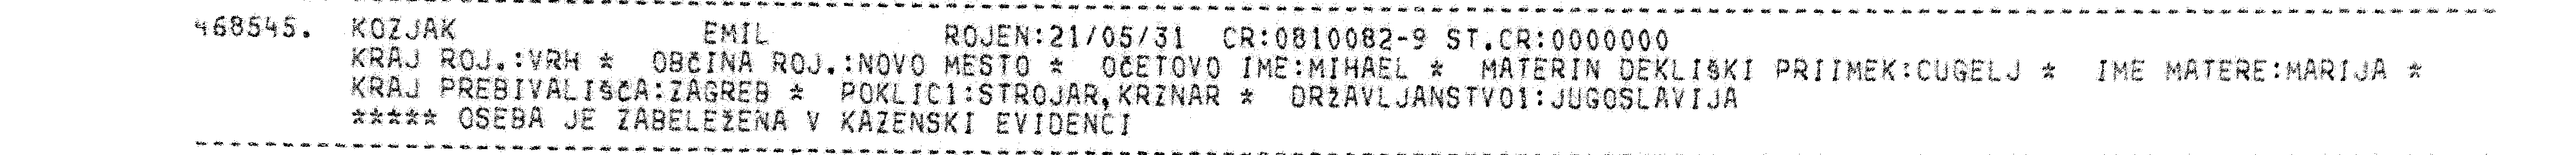 468545. KOZJAK EMIL ROJEN:21/05/31 CR:0810082-9 ST.CR:0000000
KRAJ ROJ.:VRH * OBČINA ROJ.:NOVO MESTO * OČETOVO IME:MIHAEL * MATERIN DEKLIŠKI PRIIMEK:CUGELJ * IME MATERE:MARIJA *
KRAJ PREBIVALIŠČA:ZAGREB * POKLIC1:STROJAR,KRZNAR * DRŽAVLJANSTVO1:JUGOSLAVIJA
***** OSEBA JE ZABELEŽENA V KAZENSKI EVIDENCI